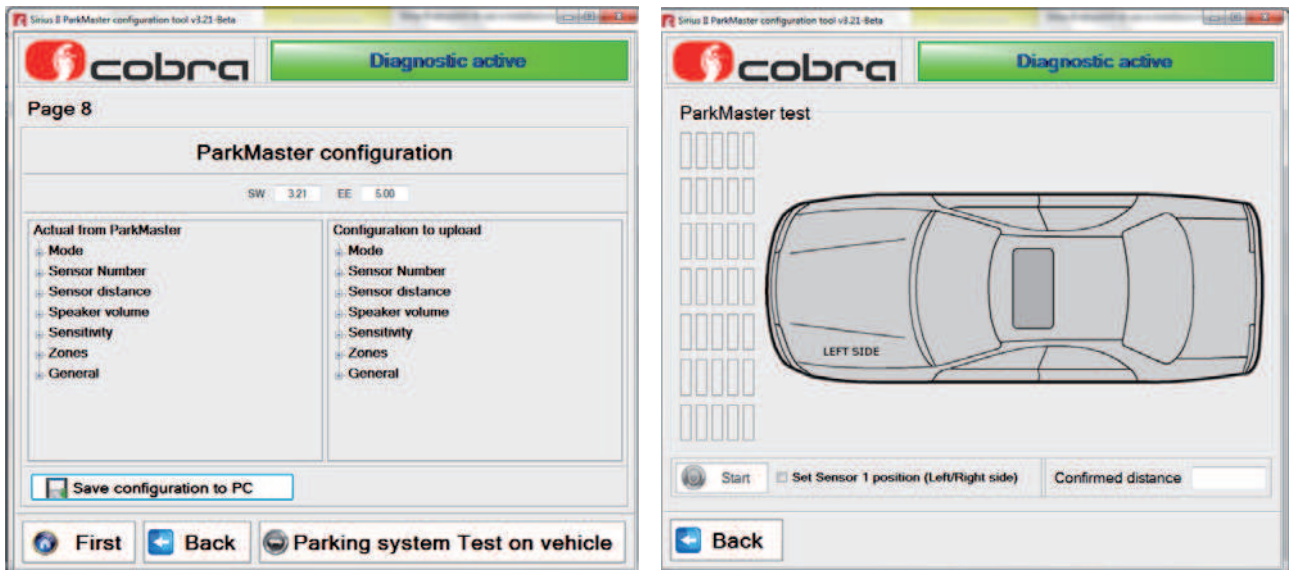 Sirius II ParkMaster configuration tool v3.21-Beta
cobra
Diagnostic active
Page 8
ParkMaster configuration
SW 3.21 EE 5.00
Actual from ParkMaster
Mode
Sensor Number
Sensor distance
Speaker volume
Sensitivity
Zones
General
Configuration to upload
Mode
Sensor Number
Sensor distance
Speaker volume
Sensitivity
Zones
General
Save configuration to PC
First
Back
Parking system Test on vehicle
Sirius II ParkMaster configuration tool v3.21-Beta
cobra
Diagnostic active
ParkMaster test
LEFT SIDE
Start
Set Sensor 1 position (Left/Right side)
Confirmed distance
Back